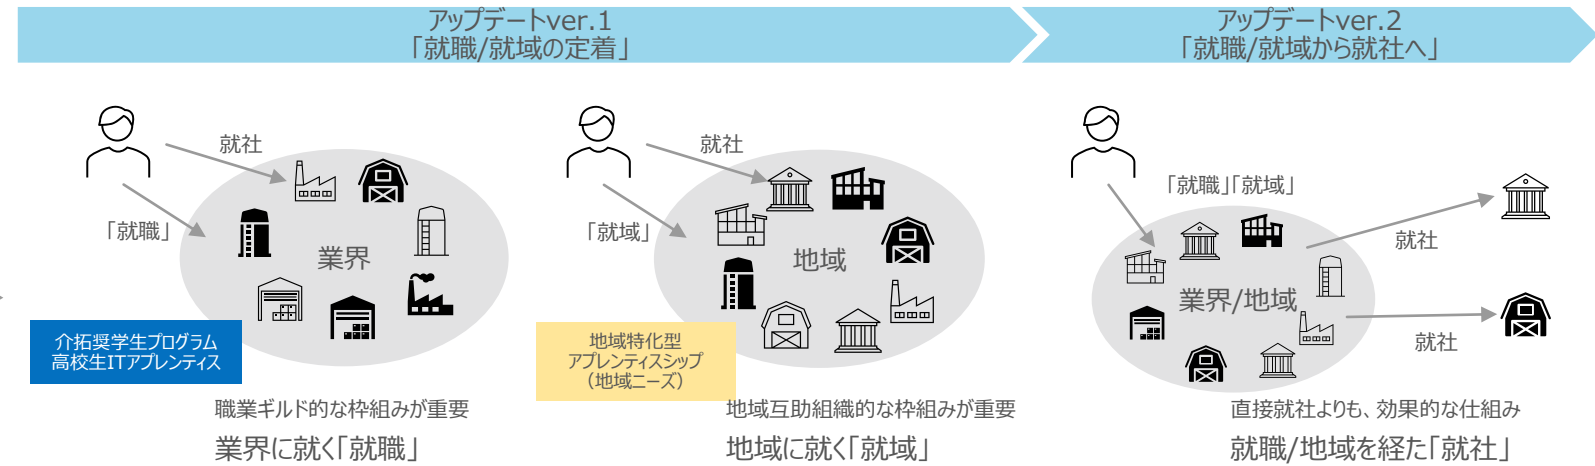 アップデートver.1
「就職/就域の定着」
アップデートver.2
「就職/就域から就社へ」
就社
「就職」
業界
介拓奨学生プログラム
高校生ITアプレンティス
職業ギルド的な枠組みが重要
業界に就く「就職」
就社
「就域」
地域
地域特化型
アプレンティスシップ
（地域ニーズ）
地域互助組織的な枠組みが重要
地域に就く「就域」
「就職」「就域」
業界/地域
就社
就社
直接就社よりも、効果的な仕組み
就職/地域を経た「就社」